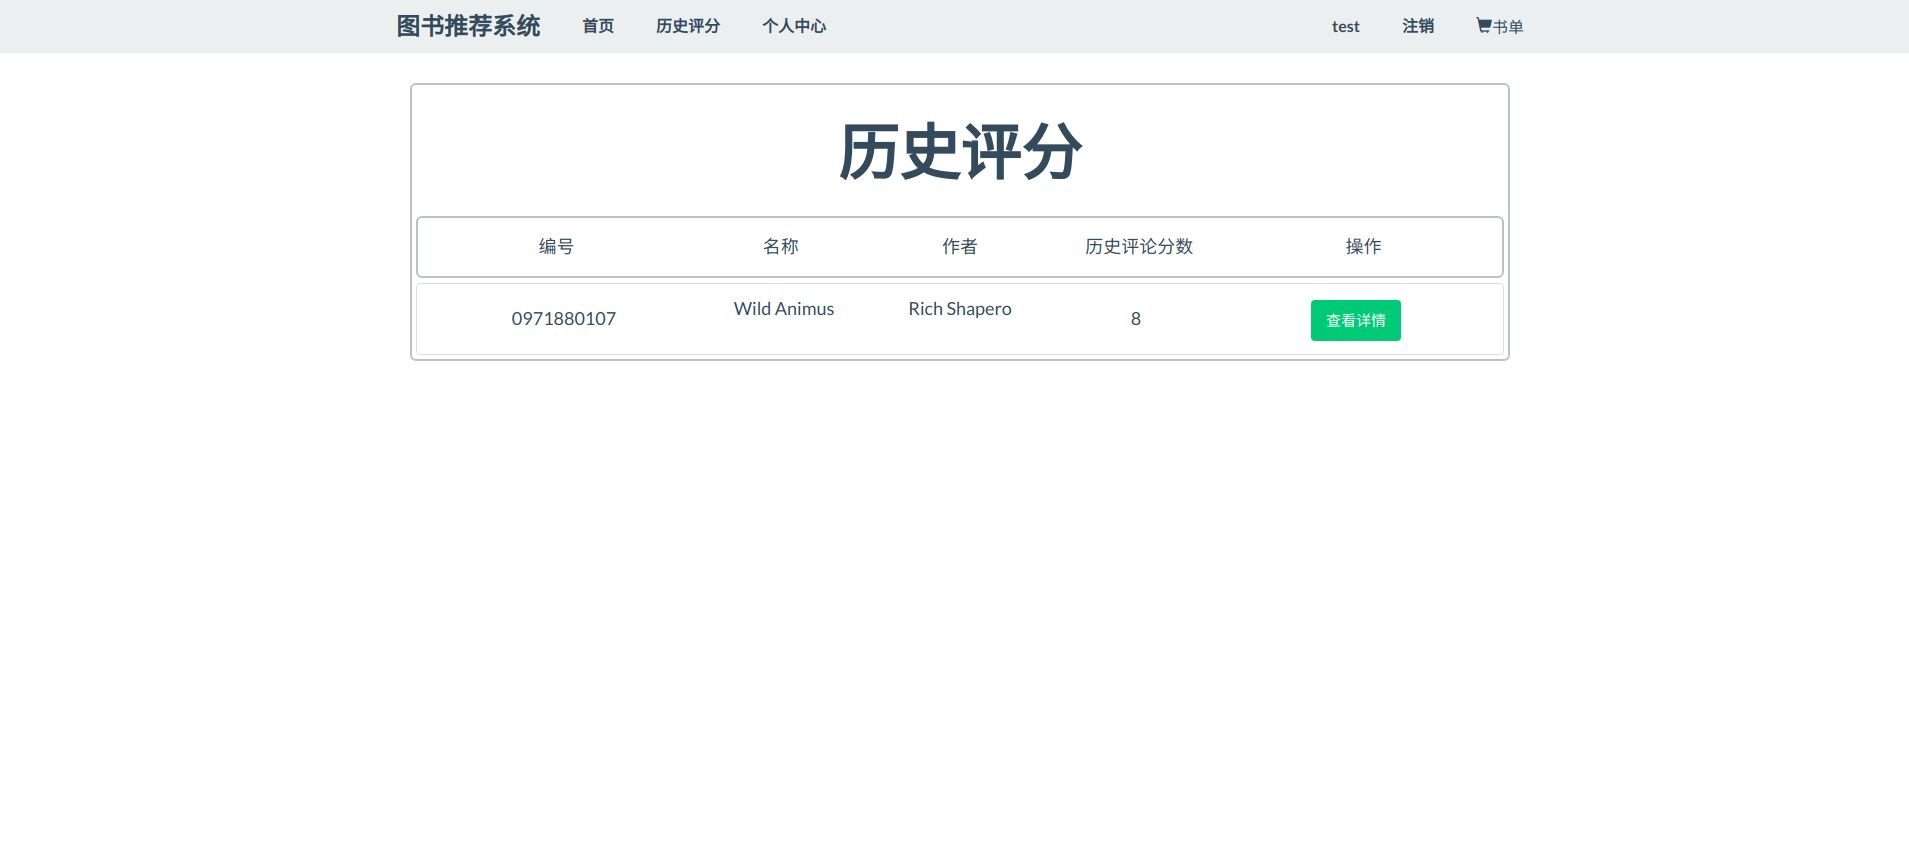 图书推荐系统 首页 历史评分 个人中心 test 注销 书单
历史评分
编号 名称 作者 历史评论分数 操作
0971880107 Wild Animus Rich Shapero 8 查看详情